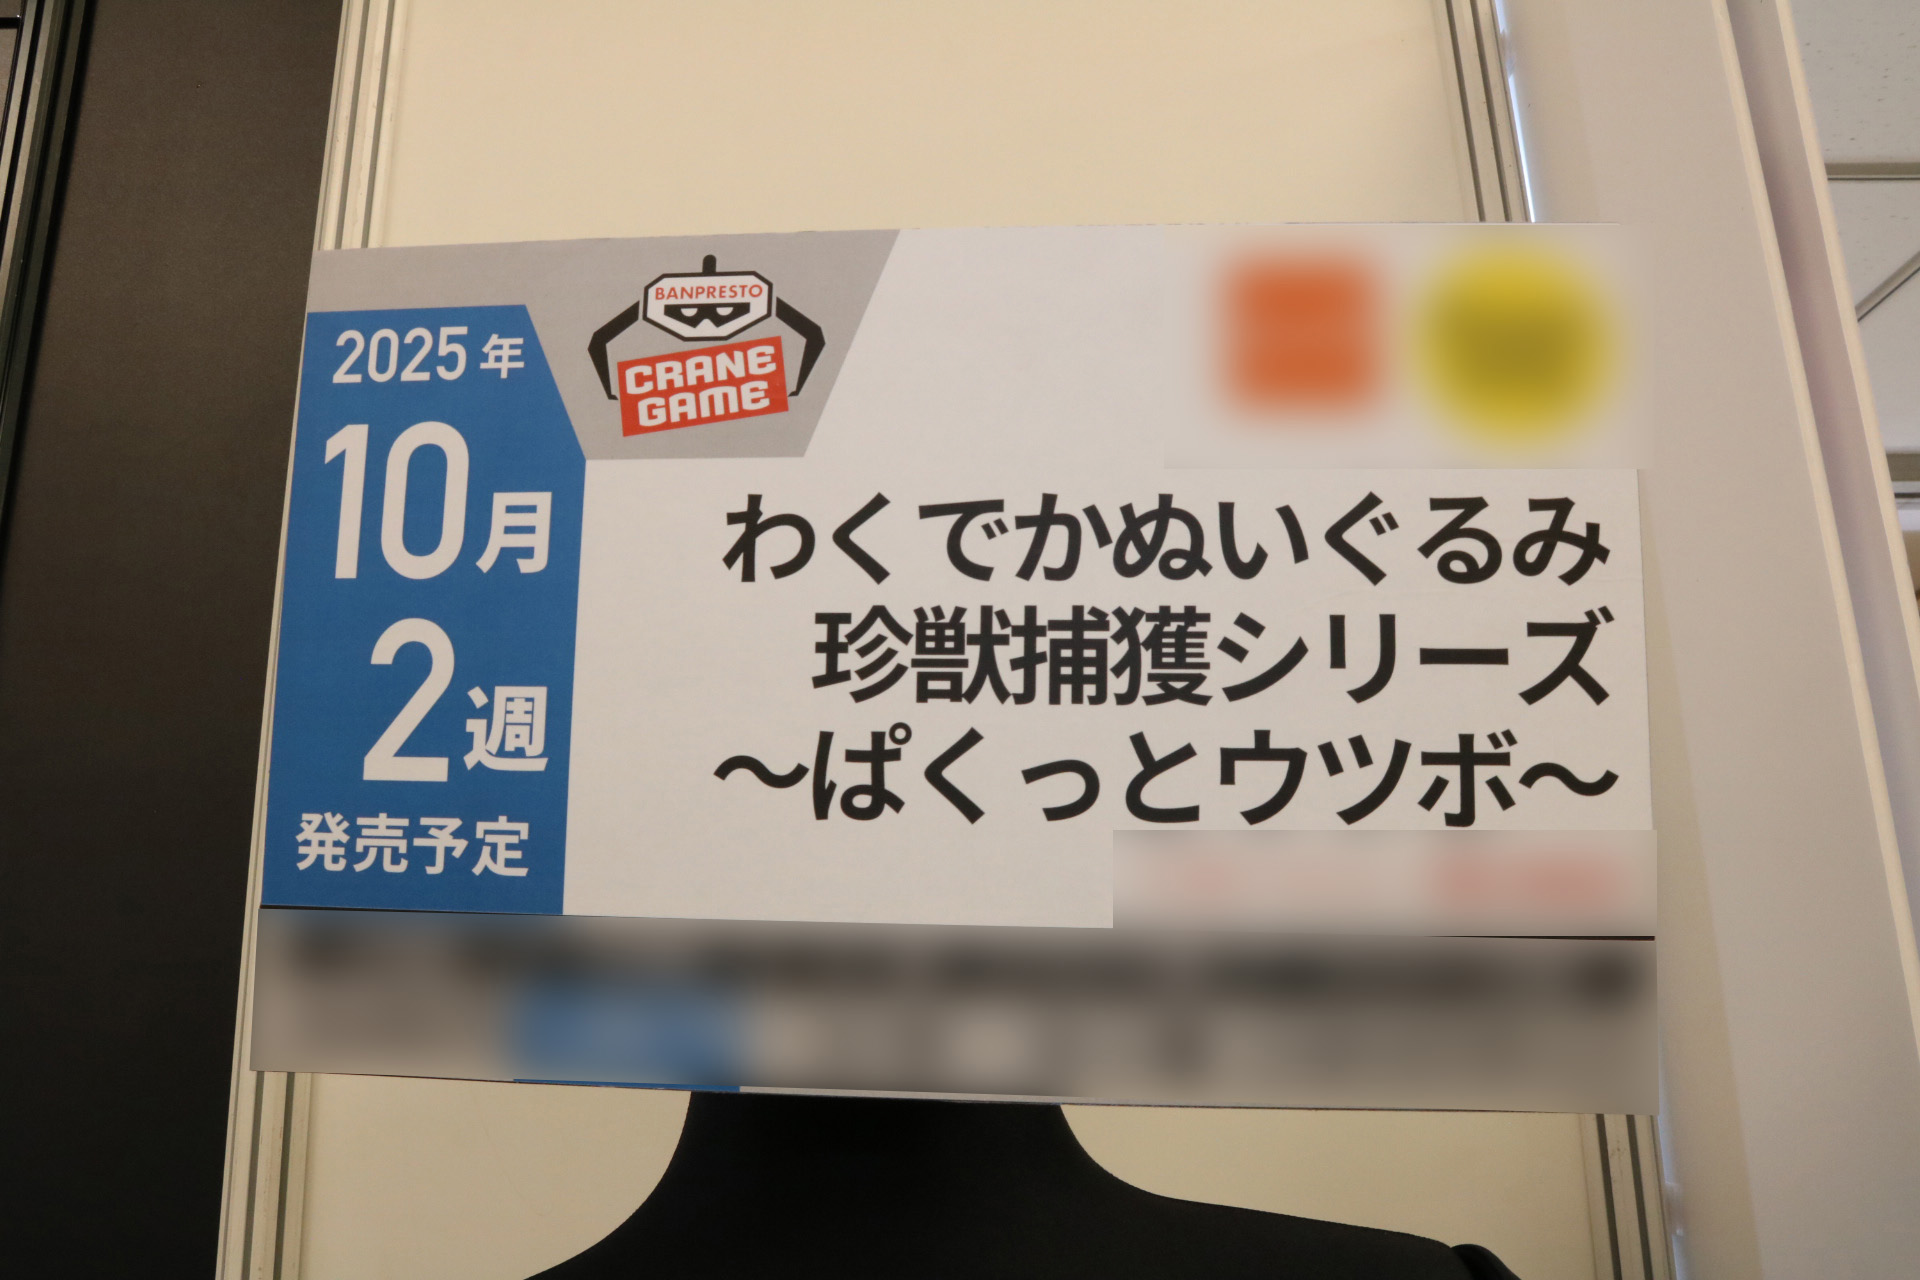 BANPRESTO
CRANE
GAME
2025年
10月
2週
発売予定
わくでかぬいぐるみ
珍獣捕獲シリーズ
～ぱくっとウツボ～